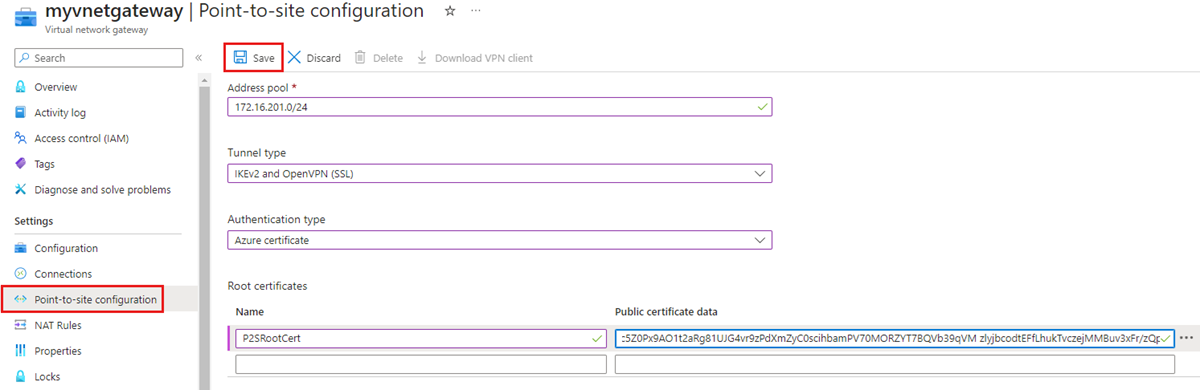 myvnetgateway | Point-to-site configuration ☆ ...
Virtual network gateway
Search
«
Save Discard Delete Download VPN client
Overview
Activity log
Access control (IAM)
Tags
Diagnose and solve problems
Settings
Configuration
Connections
Point-to-site configuration
NAT Rules
Properties
Locks
Address pool *
172.16.201.0/24
Tunnel type
IKEv2 and OpenVPN (SSL)
Authentication type
Azure certificate
Root certificates
Name Public certificate data
P2SRootCert :5Z0Px9AO1t2aRg81UJG4vr9zPdXmZyC0scihbamPV70MORZYT7BQVb39qVM zlyjbcodtEFfLhukTvczejMMBuv3xFr/zQp ...